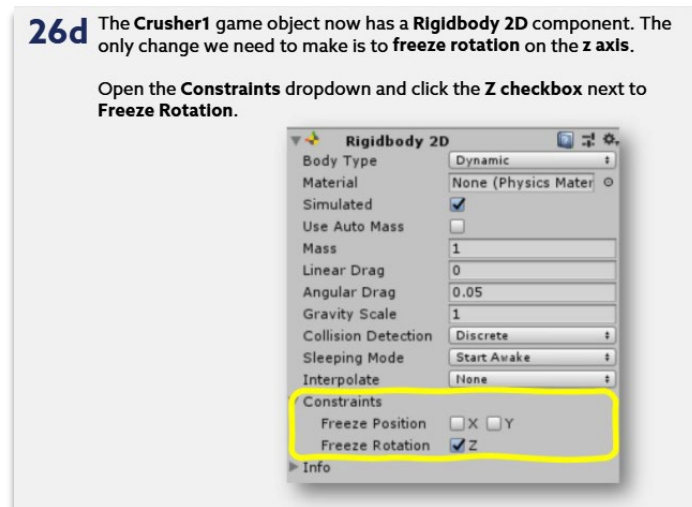 26d The Crusher1 game object now has a Rigidbody 2D component. The
only change we need to make is to freeze rotation on the z axis.
Open the Constraints dropdown and click the Z checkbox next to
Freeze Rotation.
Rigidbody 2D
Body Type Dynamic
Material None (Physics Mater
Simulated
Use Auto Mass
Mass 1
Linear Drag 0
Angular Drag 0.05
Gravity Scale 1
Collision Detection Discrete
Sleeping Mode Start Awake
Interpolate None
Constraints
Freeze Position X Y
Freeze Rotation Z
Info